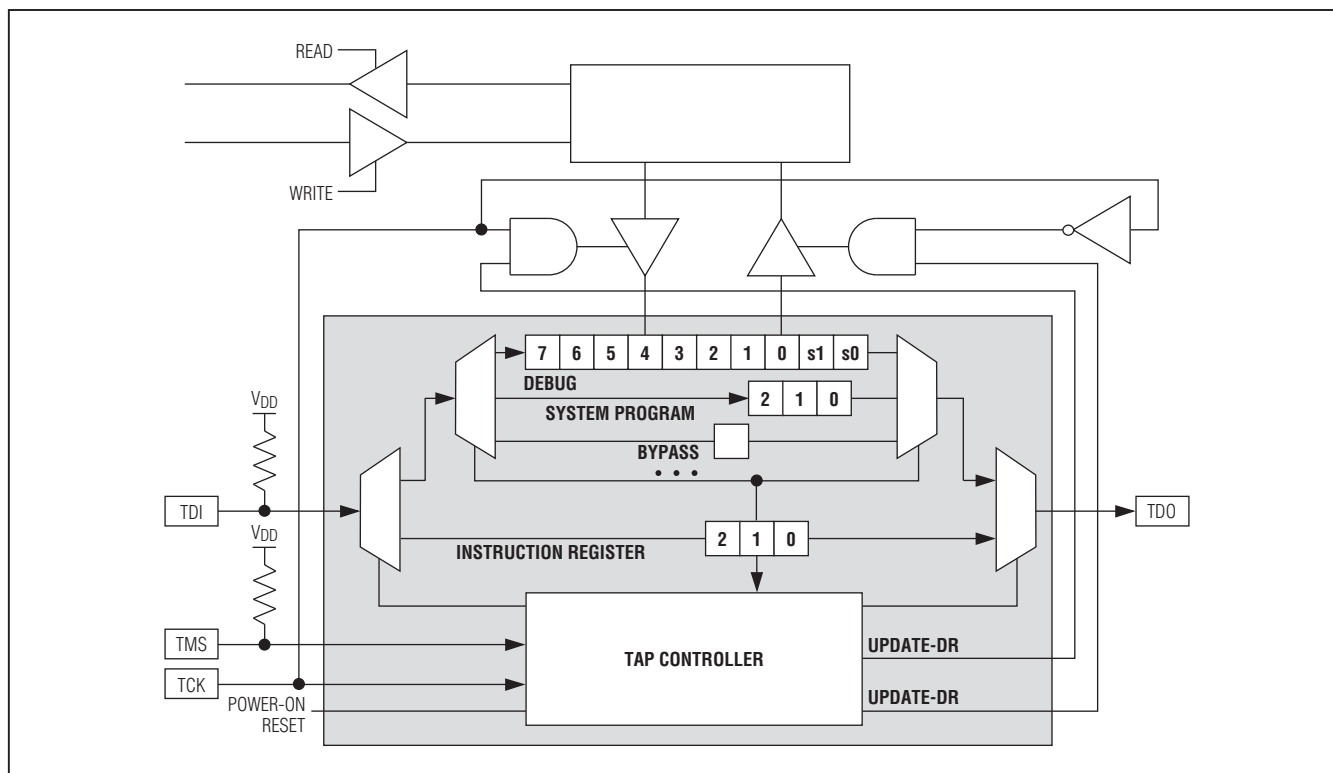 READ
WRITE
7 6 5 4 3 2 1 0 s1 s0
DEBUG
SYSTEM PROGRAM
2 1 0
BYPASS
• • •
VDD
TDI
TDO
VDD
2 1 0
INSTRUCTION REGISTER
TMS
TAP CONTROLLER
UPDATE-DR
TCK
POWER-ON
RESET
UPDATE-DR